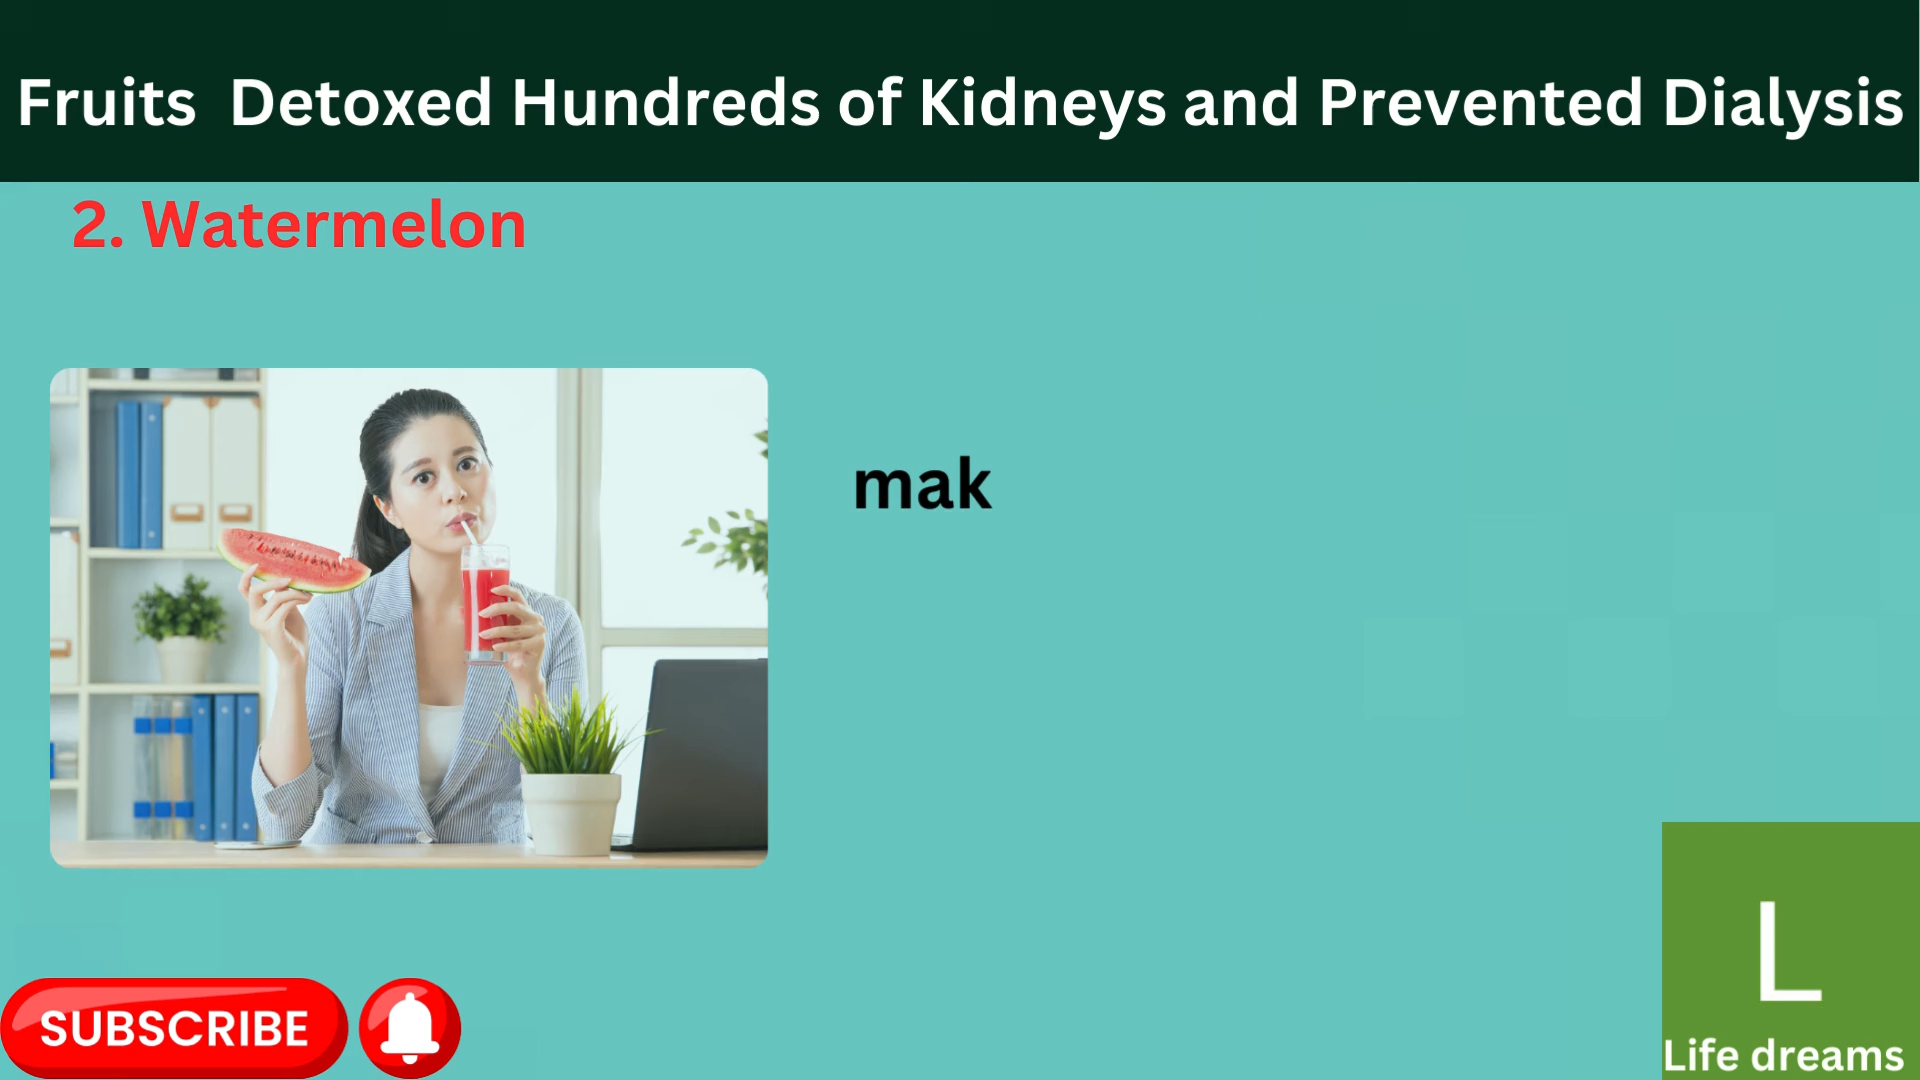 Fruits  Detoxed Hundreds of Kidneys and Prevented Dialysis
2. Watermelon
mak
SUBSCRIBE
L
Life dreams